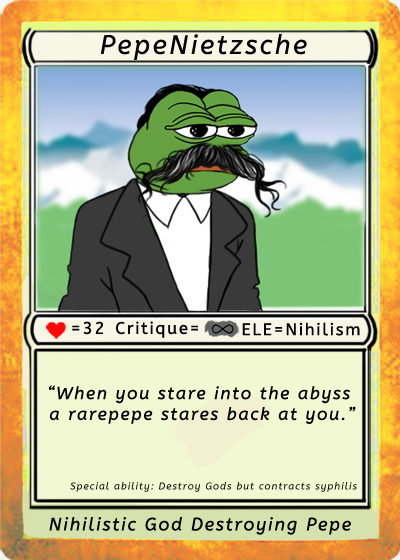 PepeNietzsche
=32 Critique= ∞ ELE=Nihilism
“When you stare into the abyss
a rarepepe stares back at you.”
Special ability: Destroy Gods but contracts syphilis
Nihilistic God Destroying Pepe